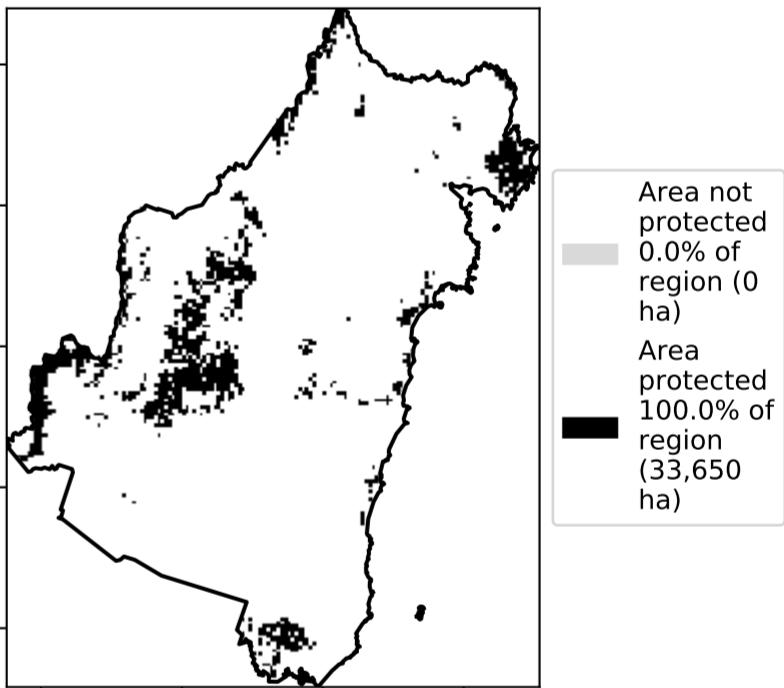 Area not
protected
0.0% of
region (0
ha)
Area
protected
100.0% of
region
(33,650
ha)